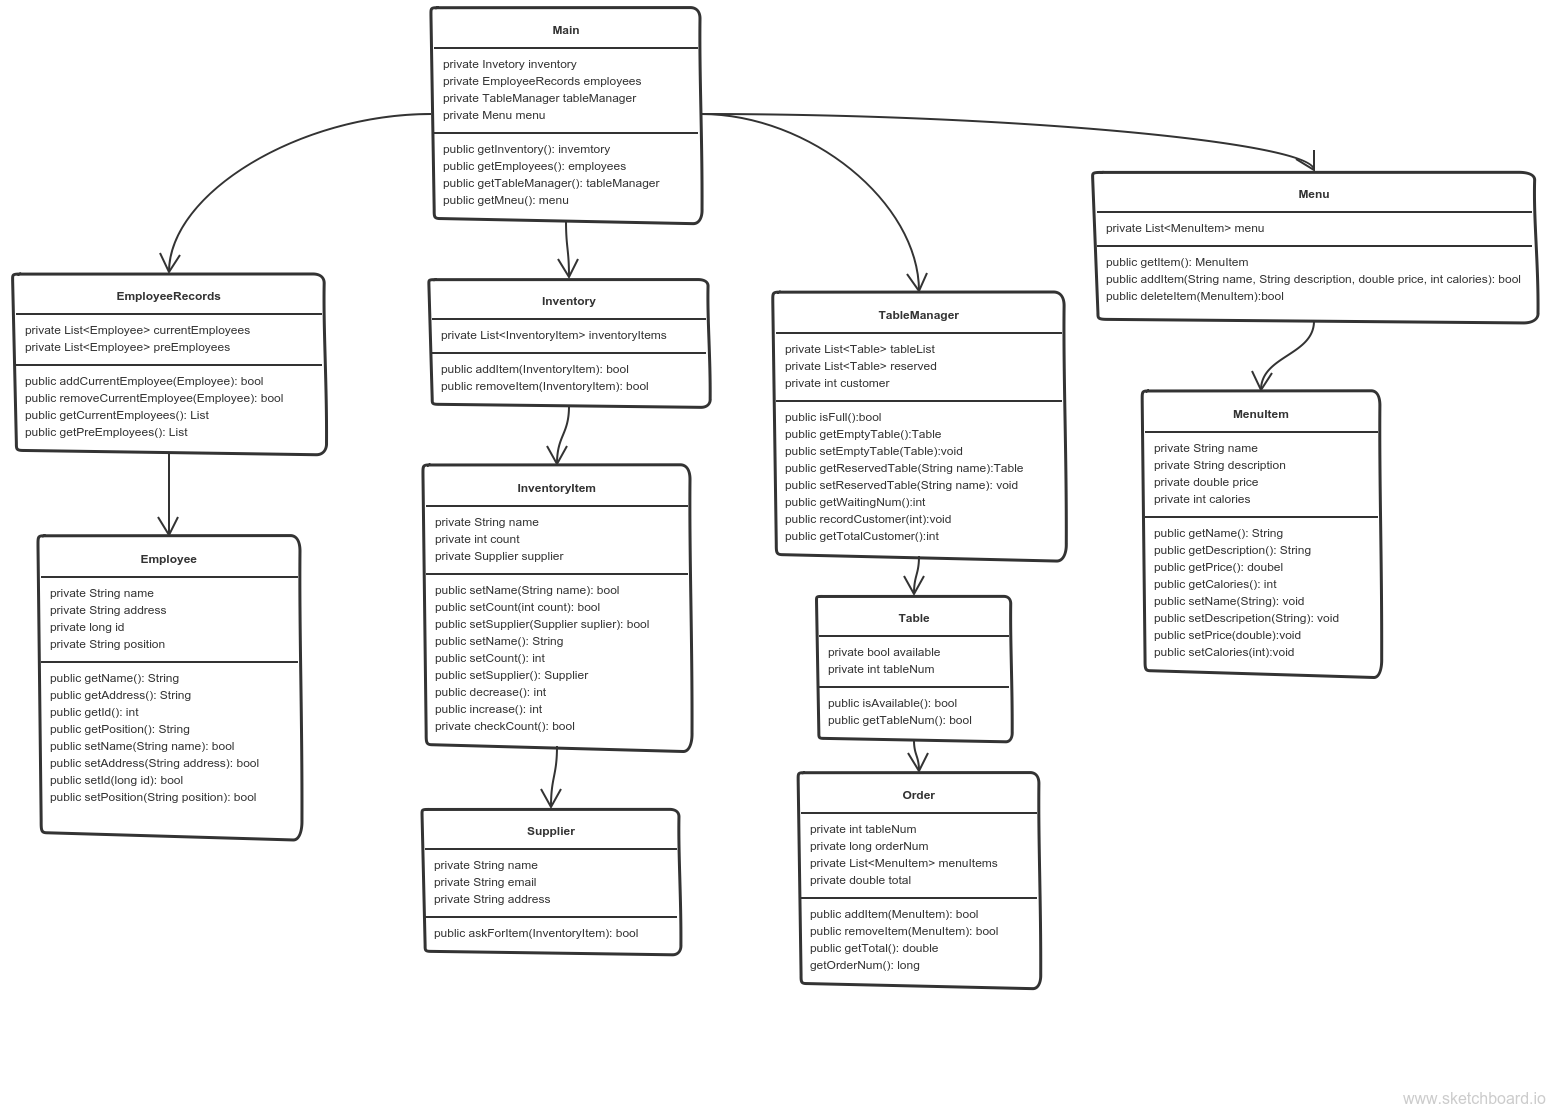 Main
private Invetory inventory
private EmployeeRecords employees
private TableManager tableManager
private Menu menu
public getInventory(): invemtory
public getEmployees(): employees
public getTableManager(): tableManager
public getMneu(): menu
EmployeeRecords
private List<Employee> currentEmployees
private List<Employee> preEmployees
public addCurrentEmployee(Employee): bool
public removeCurrentEmployee(Employee): bool
public getCurrentEmployees(): List
public getPreEmployees(): List
Employee
private String name
private String address
private long id
private String position
public getName(): String
public getAddress(): String
public getId(): int
public getPosition(): String
public setName(String name): bool
public setAddress(String address): bool
public setId(long id): bool
public setPosition(String position): bool
Inventory
private List<InventoryItem> inventoryItems
public addItem(InventoryItem): bool
public removeItem(InventoryItem): bool
InventoryItem
private String name
private int count
private Supplier supplier
public setName(String name): bool
public setCount(int count): bool
public setSupplier(Supplier suplier): bool
public setName(): String
public setCount(): int
public setSupplier(): Supplier
public decrease(): int
public increase(): int
private checkCount(): bool
Supplier
private String name
private String email
private String address
public askForItem(InventoryItem): bool
TableManager
private List<Table> tableList
private List<Table> reserved
private int customer
public isFull():bool
public getEmptyTable():Table
public setEmptyTable(Table):void
public getReservedTable(String name):Table
public setReservedTable(String name): void
public getWaitingNum():int
public recordCustomer(int):void
public getTotalCustomer():int
Table
private bool available
private int tableNum
public isAvailable(): bool
public getTableNum(): bool
Order
private int tableNum
private long orderNum
private List<MenuItem> menuItems
private double total
public addItem(MenuItem): bool
public removeItem(MenuItem): bool
public getTotal(): double
getOrderNum(): long
Menu
private List<MenuItem> menu
public getItem(): MenuItem
public addItem(String name, String description, double price, int calories): bool
public deleteItem(MenuItem):bool
MenuItem
private String name
private String description
private double price
private int calories
public getName(): String
public getDescription(): String
public getPrice(): doubel
public getCalories(): int
public setName(String): void
public setDescripetion(String): void
public setPrice(double):void
public setCalories(int):void
www.sketchboard.io